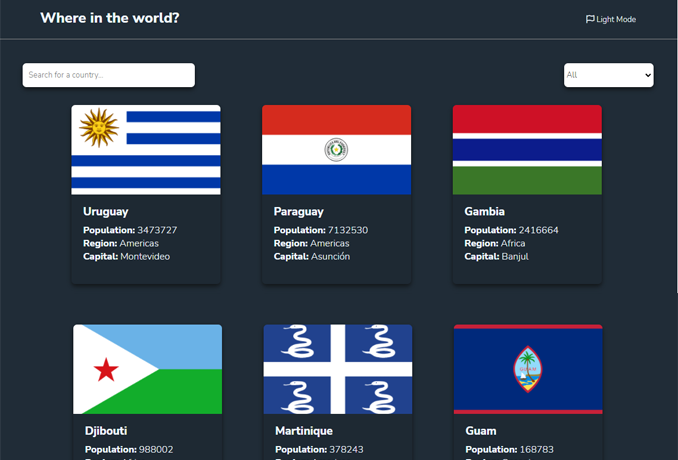 Where in the world?
Light Mode
Search for a country...
All
Uruguay
Population: 3473727
Region: Americas
Capital: Montevideo
Paraguay
Population: 7132530
Region: Americas
Capital: Asunción
Gambia
Population: 2416664
Region: Africa
Capital: Banjul
Djibouti
Population: 988002
Martinique
Population: 378243
Guam
Population: 168783